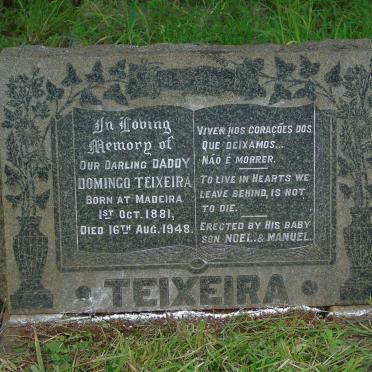 In Loving
Memory of
Our Darling Daddy
Domingo Teixeira
Born at Madeira
1st Oct. 1881,
Died 16th Aug. 1948.
Viver nos corações dos
Que deixamos...
Não é morrer.
To live in Hearts we
leave behind, is not
to die.
Erected by His baby
son Noel. & Manuel.
TEIXEIRA